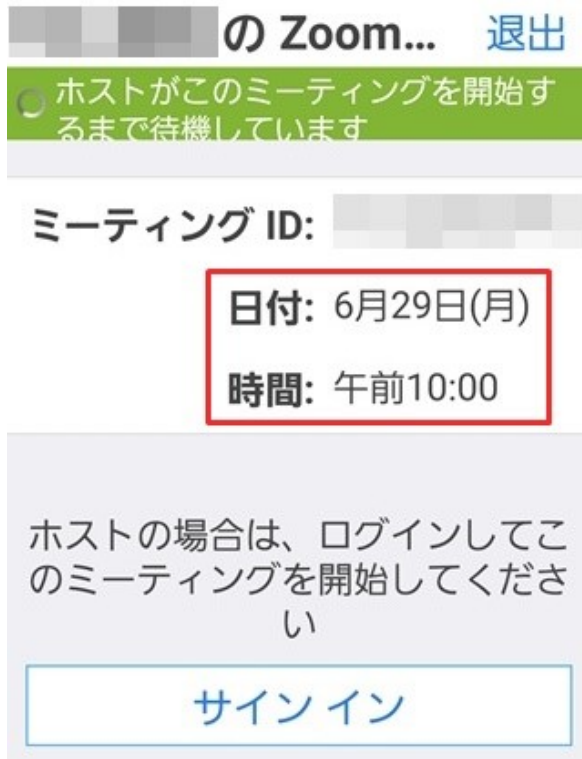 の Zoom... 退出
ホストがこのミーティングを開始す
るまで待機しています
ミーティング ID:
日付: 6月29日(月)
時間: 午前10:00
ホストの場合は、ログインしてこ
のミーティングを開始してくださ
い
サイン イン